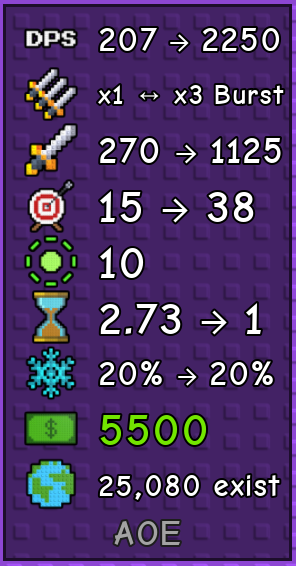 DPS 207 → 2250
x1 ↔ x3 Burst
270 → 1125
15 → 38
10
2.73 → 1
20% → 20%
$ 5500
25,080 exist
AOE